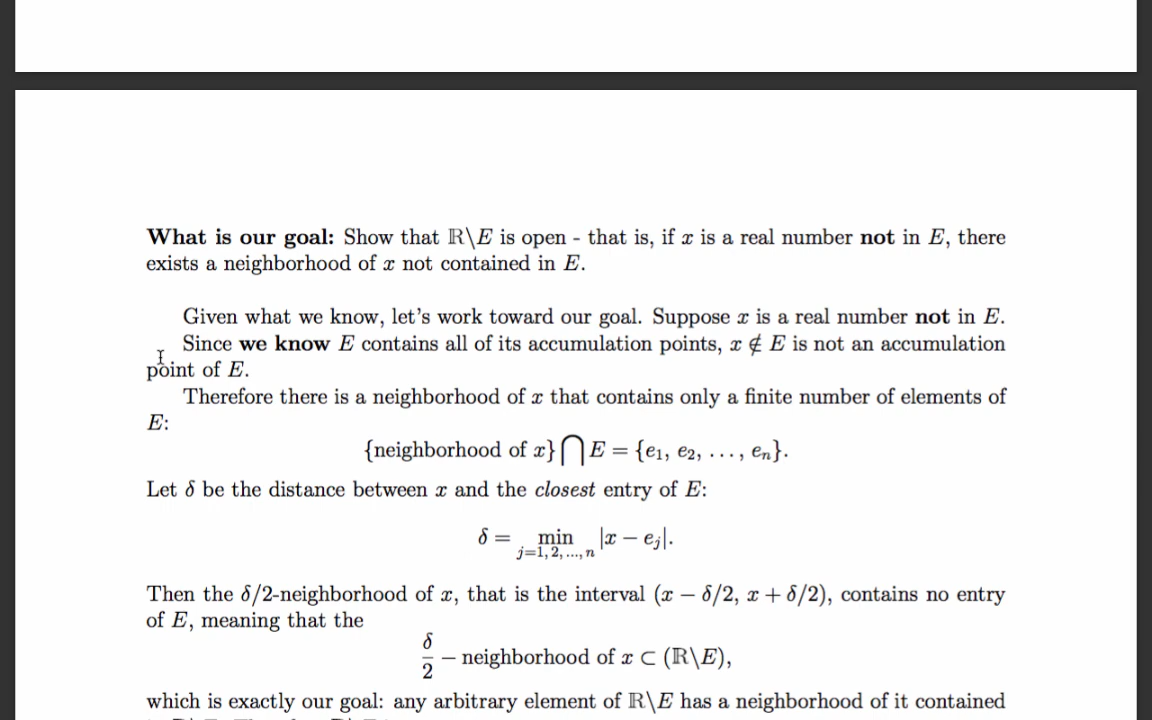 What is our goal: Show that ℝ\E is open - that is, if x is a real number not in E, there
exists a neighborhood of x not contained in E.
Given what we know, let's work toward our goal. Suppose x is a real number not in E.
Since we know E contains all of its accumulation points, x ∉ E is not an accumulation
point of E.
Therefore there is a neighborhood of x that contains only a finite number of elements of
E:
{neighborhood of x} ⋂ E = {e₁, e₂, ..., eₙ}.
Let δ be the distance between x and the closest entry of E:
δ = min_{j=1,2,...,n} |x − eⱼ|.
Then the δ/2-neighborhood of x, that is the interval (x − δ/2, x + δ/2), contains no entry
of E, meaning that the
δ/2 − neighborhood of x ⊂ (ℝ\E),
which is exactly our goal: any arbitrary element of ℝ\E has a neighborhood of it contained